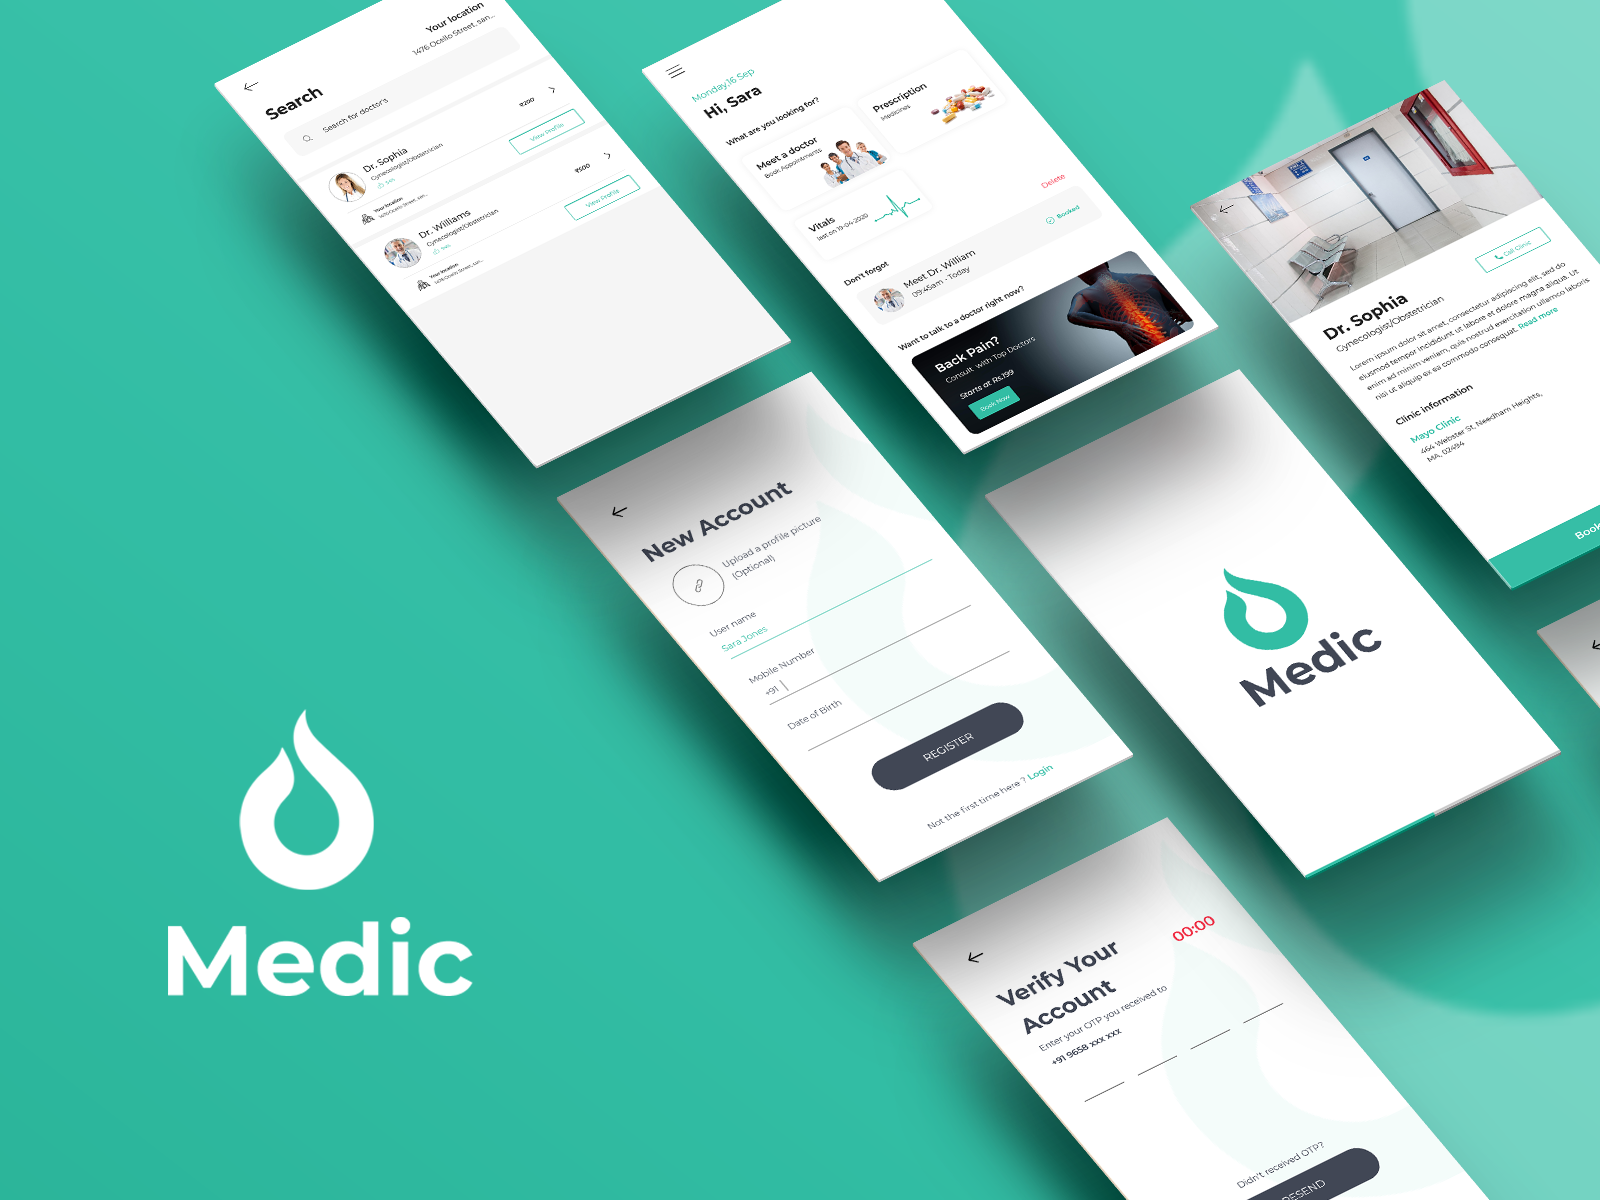 Your location
1476 Ocello Street, san...
Search
Search for doctor's
Dr. Sophia
Gynecologist/Obstetrician
₹200
View Profile
Your location
1476 Ocello Street, san...
Dr. Williams
Gynecologist/Obstetrician
₹500
View Profile
Your location
1476 Ocello Street, san...
Monday,16 Sep
Hi, Sara
What are you looking for?
Meet a doctor
Book Appointments
Prescription
Medicines
Vitals
last on 19-04-2020
Delete
Don't forgot
Meet Dr. William
09:45am - Today
Booked
Want to talk to a doctor right now?
Back Pain?
Consult with Top Doctors
Starts at Rs.199
Book Now
Call Clinic
Dr. Sophia
Gynecologist/Obstetrician
Lorem ipsum dolor sit amet, consectetur adipiscing elit, sed do
eiusmod tempor incididunt ut labore et dolore magna aliqua. Ut
enim ad minim veniam, quis nostrud exercitation ullamco laboris
nisi ut aliquip ex ea commodo consequat. Read more
Clinic information
Mayo Clinic
464 Webster St. Needham Heights,
MA, 02494
Book
New Account
Upload a profile picture
(Optional)
User name
Sara Jones
Mobile Number
+91
Date of Birth
REGISTER
Not the first time here ? Login
Medic
Medic
00:00
Verify Your
Account
Enter your OTP you received to
+91 9658 xxx xxx
Didn't received OTP?
RESEND